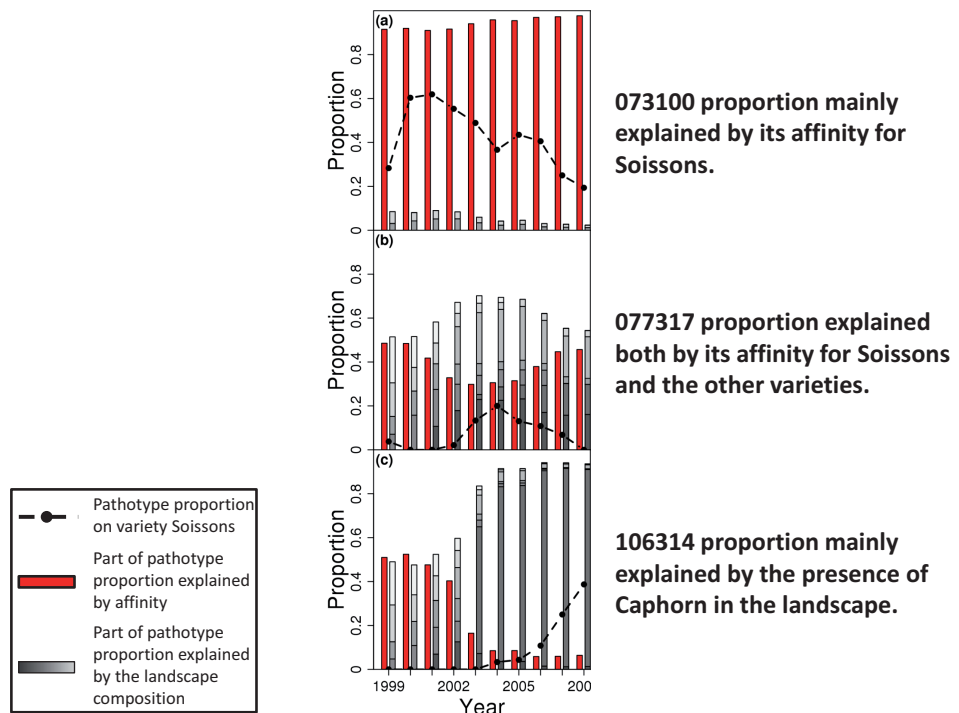 (a)
0.8
0.6
0.4
0.2
0
Proportion
073100 proportion mainly
explained by its affinity for
Soissons.
(b)
0.8
0.6
0.4
0.2
0
Proportion
077317 proportion explained
both by its affinity for Soissons
and the other varieties.
(c)
0.8
0.6
0.4
0.2
0
Proportion
1999 2002 2005 200
Year
106314 proportion mainly
explained by the presence of
Caphorn in the landscape.
Pathotype proportion
on variety Soissons
Part of pathotype
proportion explained
by affinity
Part of pathotype
proportion explained
by the landscape
composition